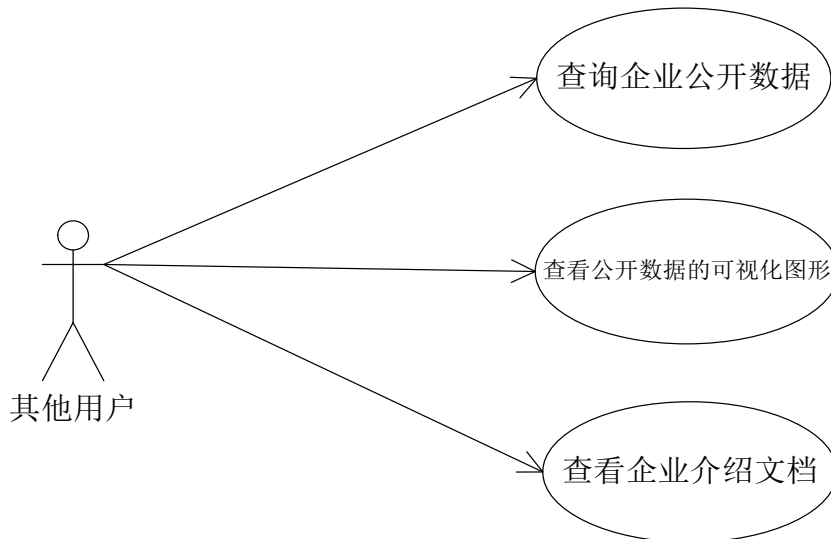 查询企业公开数据
查看公开数据的可视化图形
其他用户
查看企业介绍文档